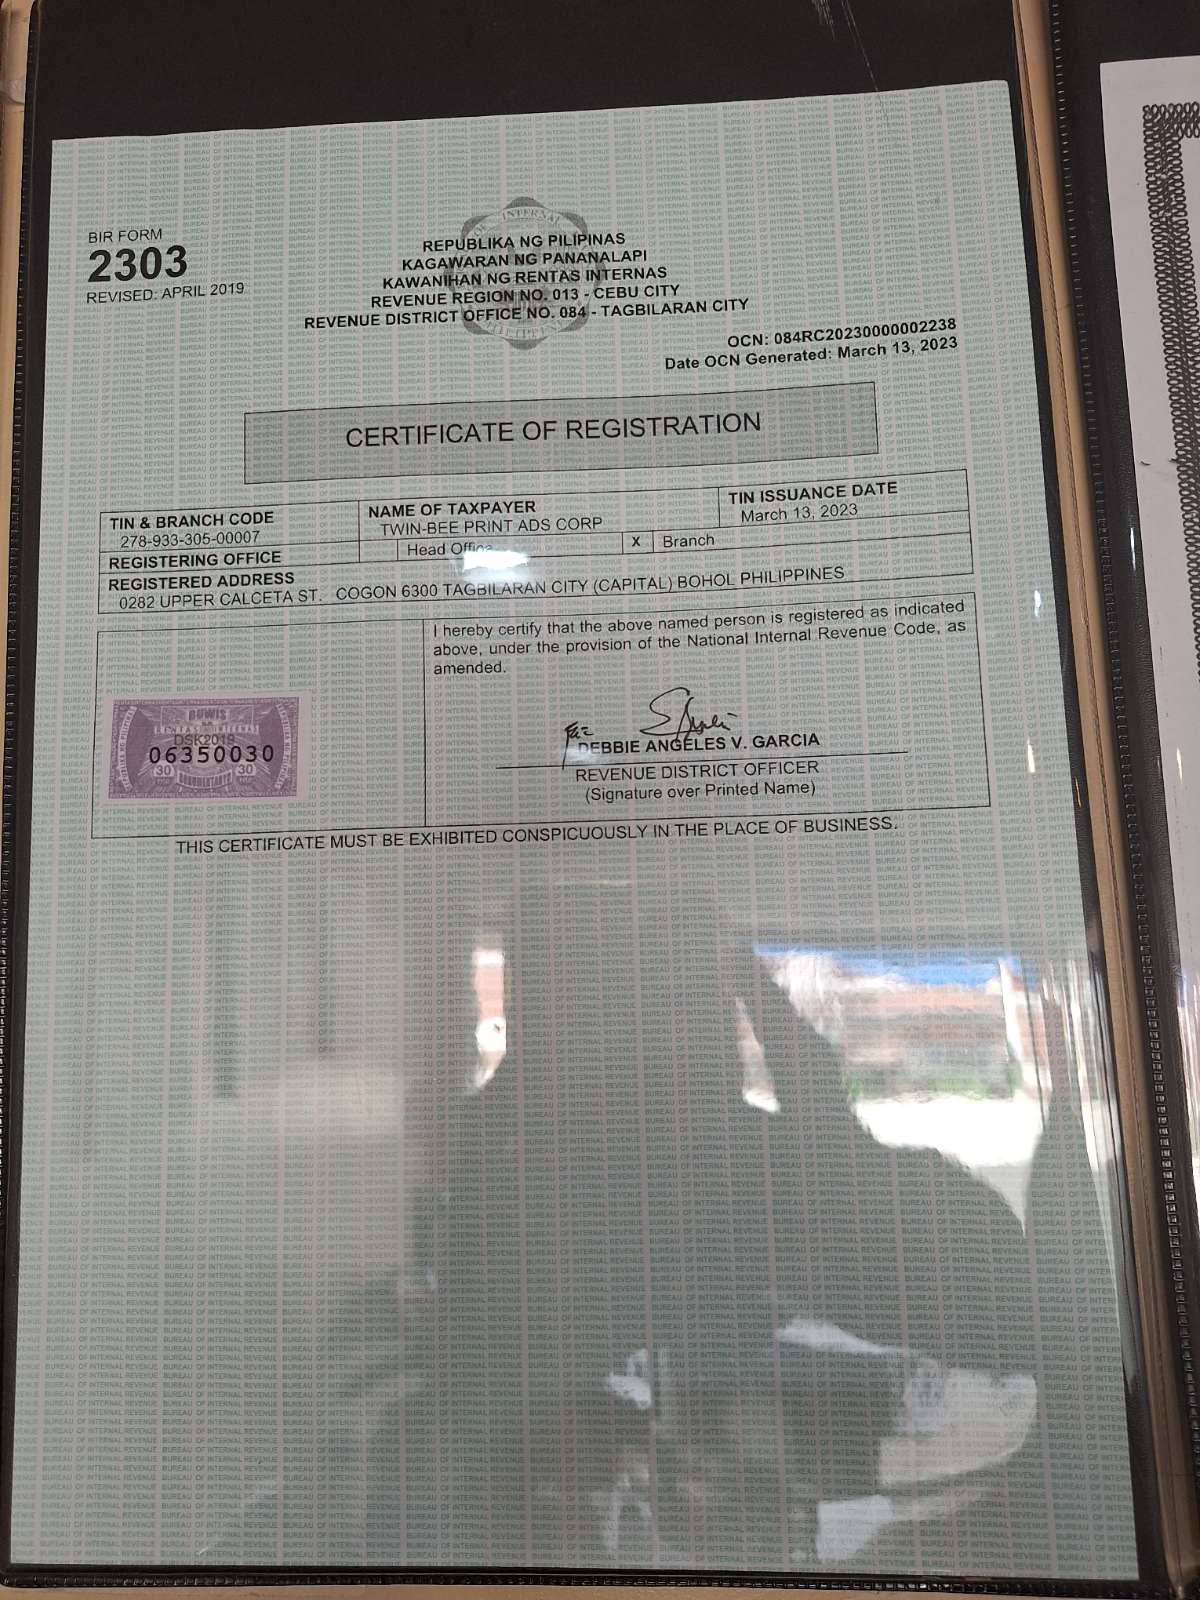 BIR FORM
2303
REVISED: APRIL 2019
REPUBLIKA NG PILIPINAS
KAGAWARAN NG PANANALAPI
KAWANIHAN NG RENTAS INTERNAS
REVENUE REGION NO. 013 - CEBU CITY
REVENUE DISTRICT OFFICE NO. 084 - TAGBILARAN CITY
OCN: 084RC20230000002238
Date OCN Generated: March 13, 2023
CERTIFICATE OF REGISTRATION
TIN & BRANCH CODE
278-933-305-00007
NAME OF TAXPAYER
TWIN-BEE PRINT ADS CORP
TIN ISSUANCE DATE
March 13, 2023
REGISTERING OFFICE
Head Office
X Branch
REGISTERED ADDRESS
0282 UPPER CALCETA ST. COGON 6300 TAGBILARAN CITY (CAPITAL) BOHOL PHILIPPINES
I hereby certify that the above named person is registered as indicated
above, under the provision of the National Internal Revenue Code, as
amended.
BUWIS
RENTAS INTERNAS
DSK2019
06350030
30 30
DEBBIE ANGELES V. GARCIA
REVENUE DISTRICT OFFICER
(Signature over Printed Name)
THIS CERTIFICATE MUST BE EXHIBITED CONSPICUOUSLY IN THE PLACE OF BUSINESS.